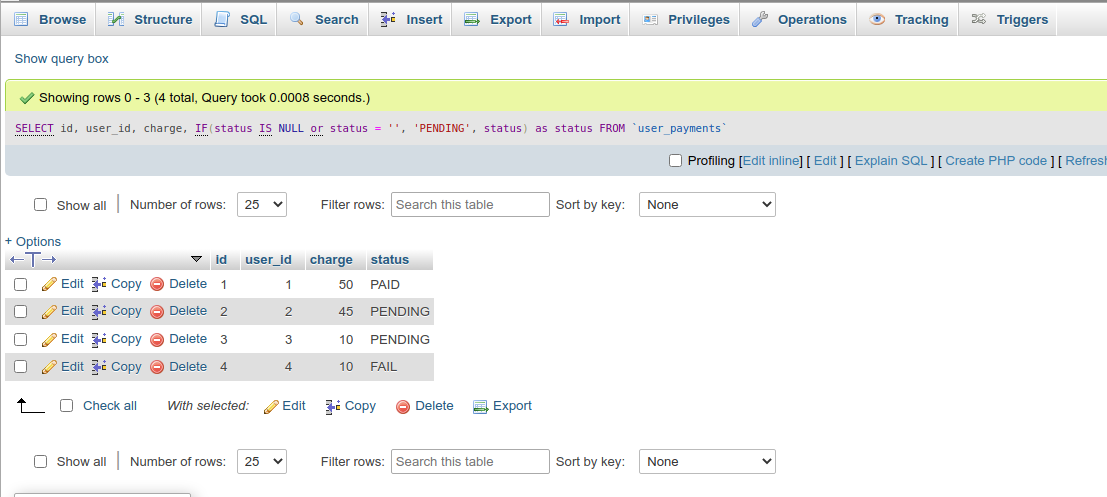 Browse Structure SQL Search Insert Export Import Privileges Operations Tracking Triggers
Show query box
Showing rows 0 - 3 (4 total, Query took 0.0008 seconds.)
SELECT id, user_id, charge, IF(status IS NULL or status = '', 'PENDING', status) as status FROM `user_payments`
Profiling [Edit inline] [ Edit ] [ Explain SQL ] [ Create PHP code ] [ Refresh
Show all Number of rows: 25 Filter rows: Search this table Sort by key: None
+ Options
←T→ id user_id charge status
Edit Copy Delete 1 1 50 PAID
Edit Copy Delete 2 2 45 PENDING
Edit Copy Delete 3 3 10 PENDING
Edit Copy Delete 4 4 10 FAIL
Check all With selected: Edit Copy Delete Export
Show all Number of rows: 25 Filter rows: Search this table Sort by key: None